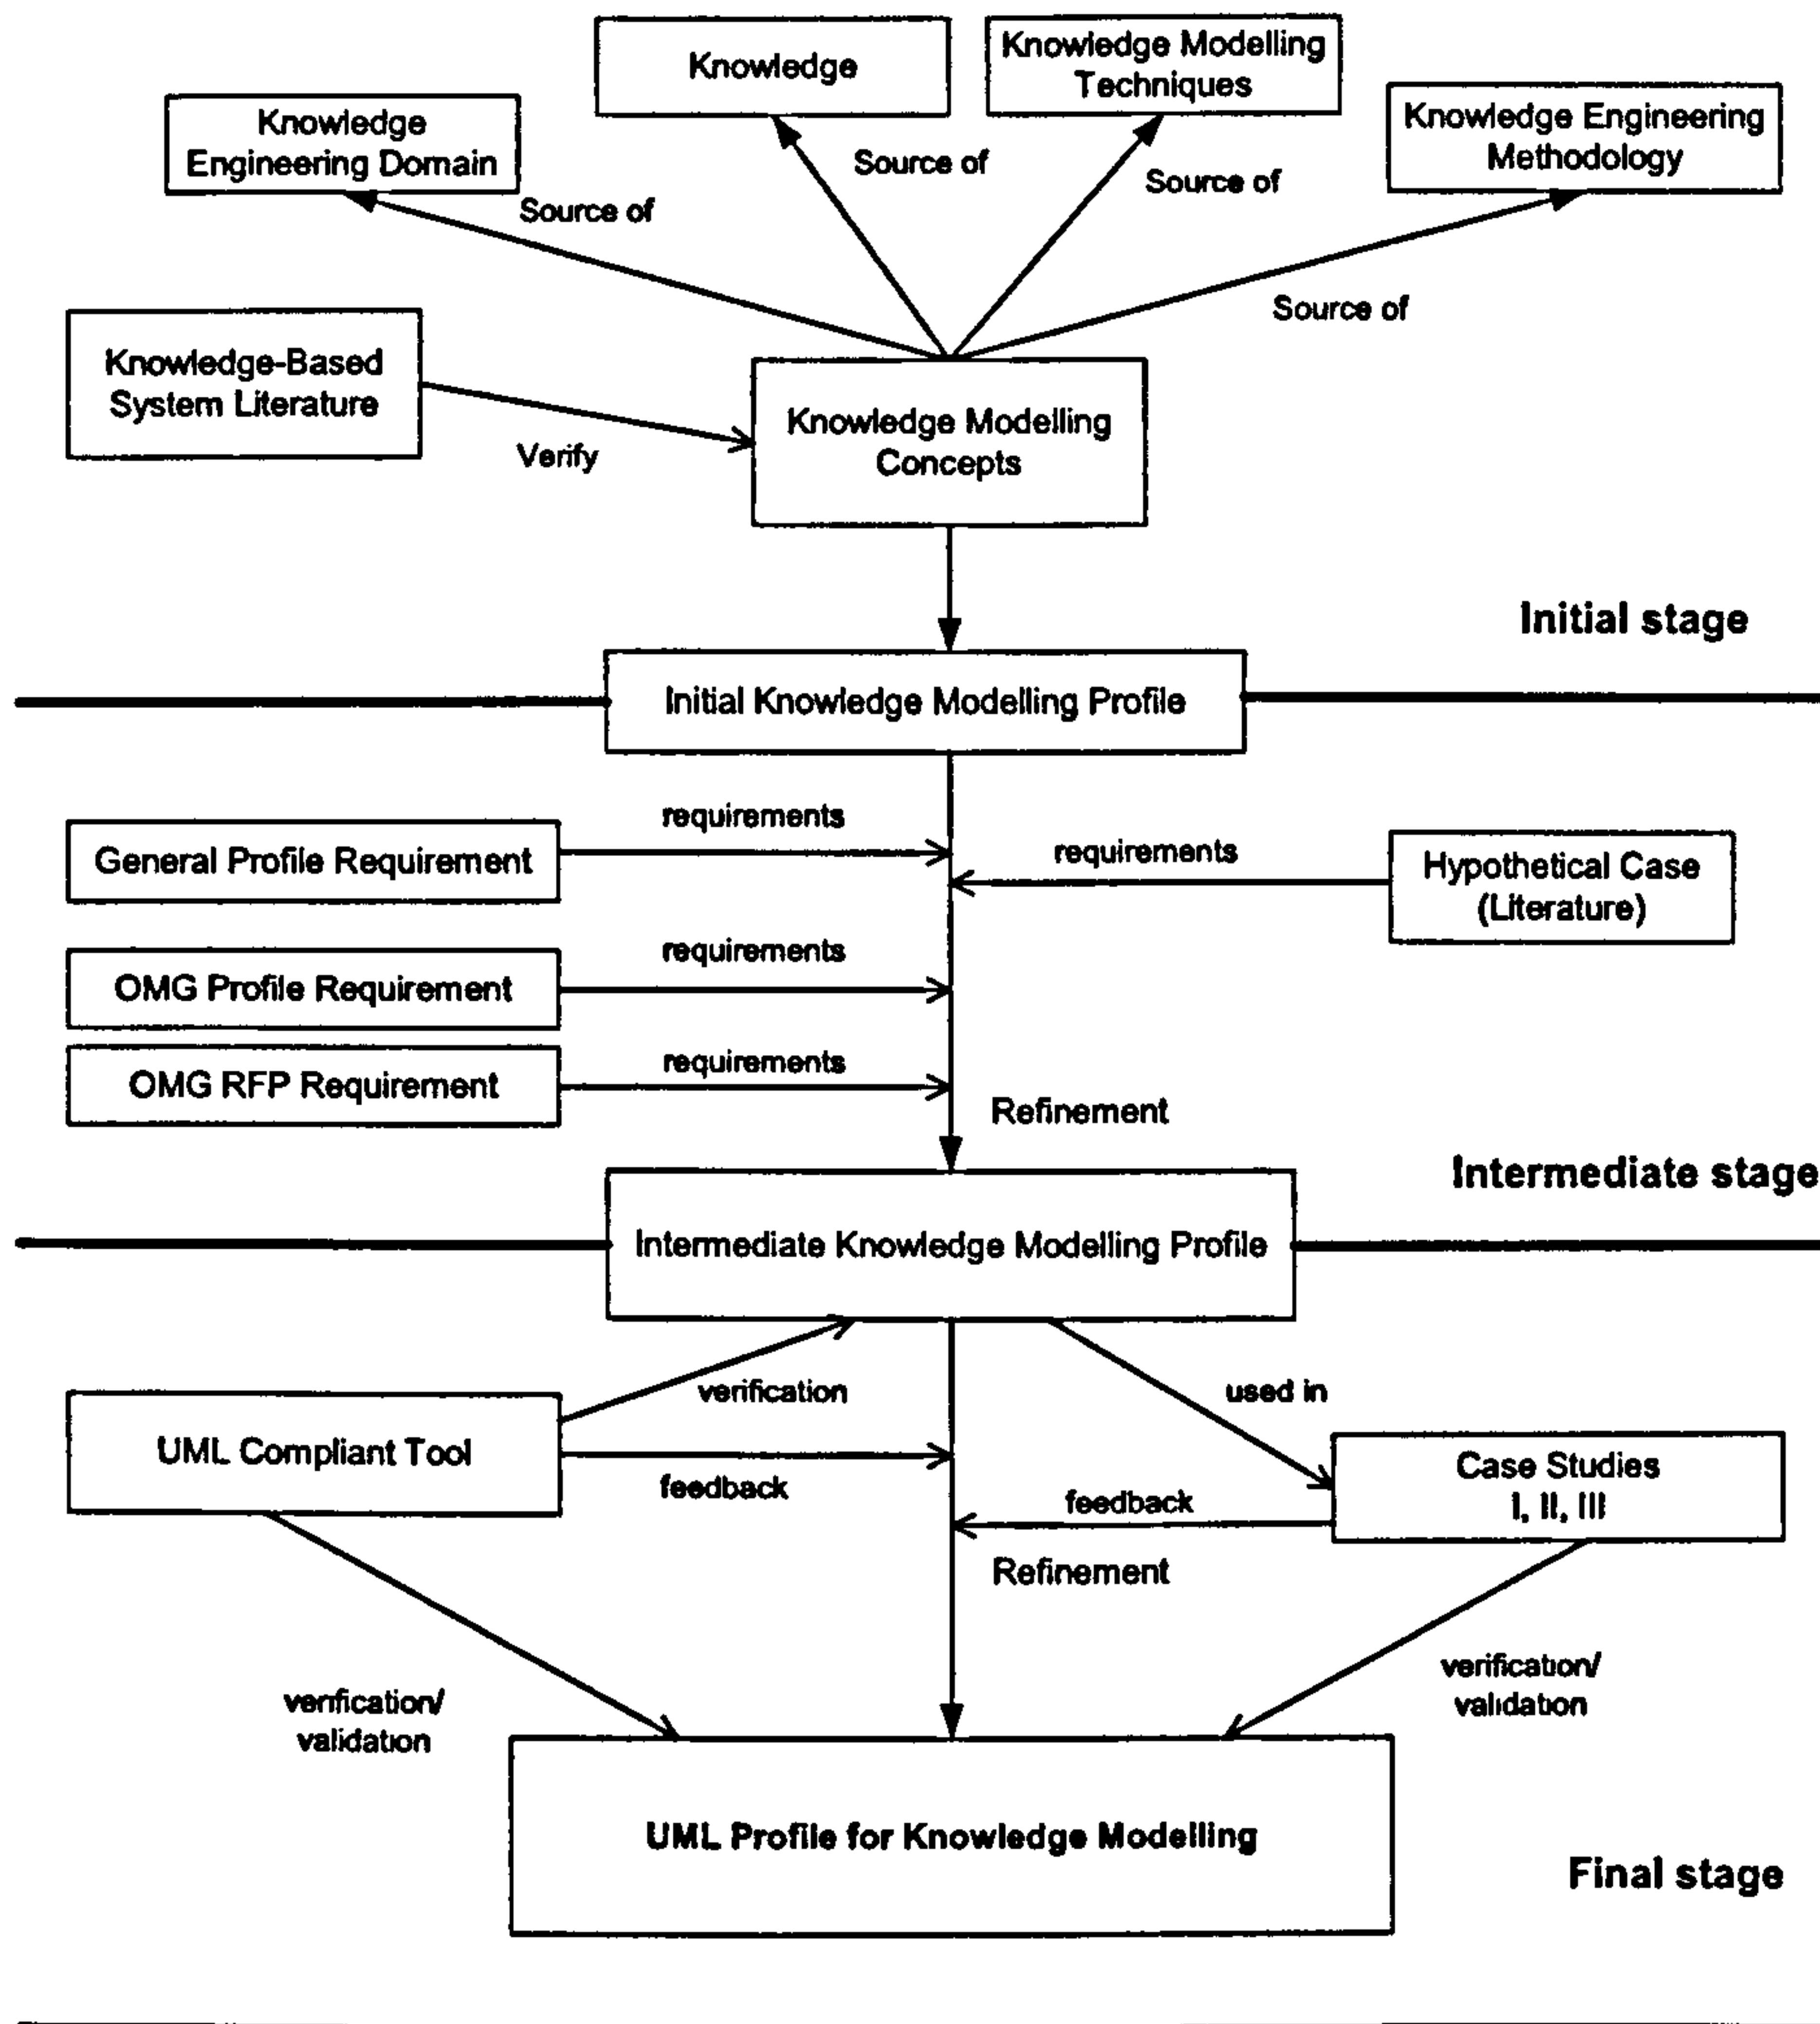 Knowledge
Knowledge Modelling
Techniques
Knowledge
Engineering Domain
Knowledge Engineering
Methodology
Source of
Source of
Source of
Source of
Knowledge-Based
System Literature
Verify
Knowledge Modelling
Concepts
Initial stage
Initial Knowledge Modelling Profile
requirements
General Profile Requirement
requirements
Hypothetical Case
(Literature)
requirements
OMG Profile Requirement
requirements
OMG RFP Requirement
Refinement
Intermediate stage
Intermediate Knowledge Modelling Profile
verification
used in
UML Compliant Tool
feedback
Case Studies
I, II, III
feedback
Refinement
verification/
validation
verification/
validation
UML Profile for Knowledge Modelling
Final stage